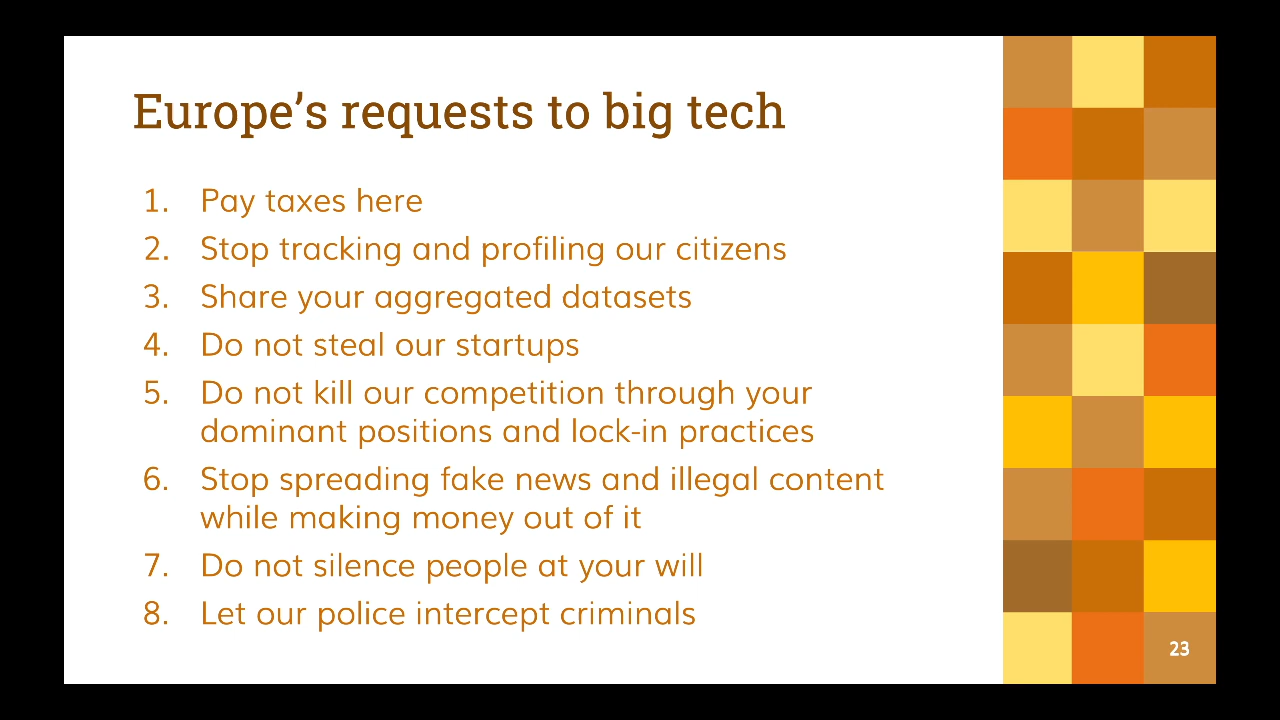 Europe’s requests to big tech
1. Pay taxes here
2. Stop tracking and profiling our citizens
3. Share your aggregated datasets
4. Do not steal our startups
5. Do not kill our competition through your
dominant positions and lock-in practices
6. Stop spreading fake news and illegal content
while making money out of it
7. Do not silence people at your will
8. Let our police intercept criminals
23